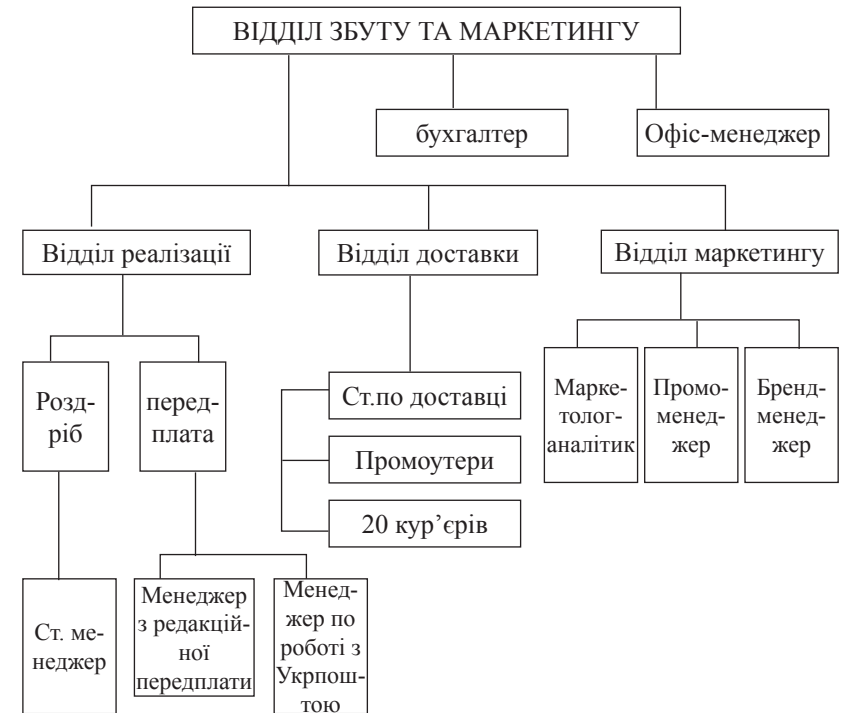 ВІДДІЛ ЗБУТУ ТА МАРКЕТИНГУ
бухгалтер
Офіс-менеджер
Відділ реалізації
Відділ доставки
Відділ маркетингу
Розд-
ріб
перед-
плата
Ст.по доставці
Промоутери
20 кур’єрів
Марке-
толог-
аналітик
Промо-
менед-
жер
Бренд-
менед-
жер
Ст. ме-
неджер
Менеджер
з редакцій-
ної
передплати
Менед-
жер по
роботі з
Укрпош-
тою